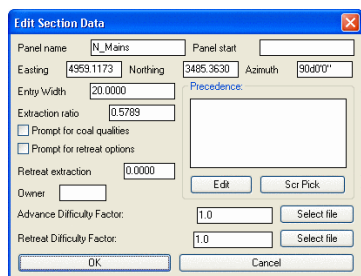 Edit Section Data
Panel name N_Mains Panel start
Easting 4959.1173 Northing 3485.3630 Azimuth 90d0'0"
Entry Width 20.0000 Precedence:
Extraction ratio 0.5789
Prompt for coal qualities
Prompt for retreat options
Retreat extraction 0.0000
Edit Scr Pick
Owner
Advance Difficulty Factor: 1.0 Select file
Retreat Difficulty Factor: 1.0 Select file
OK Cancel